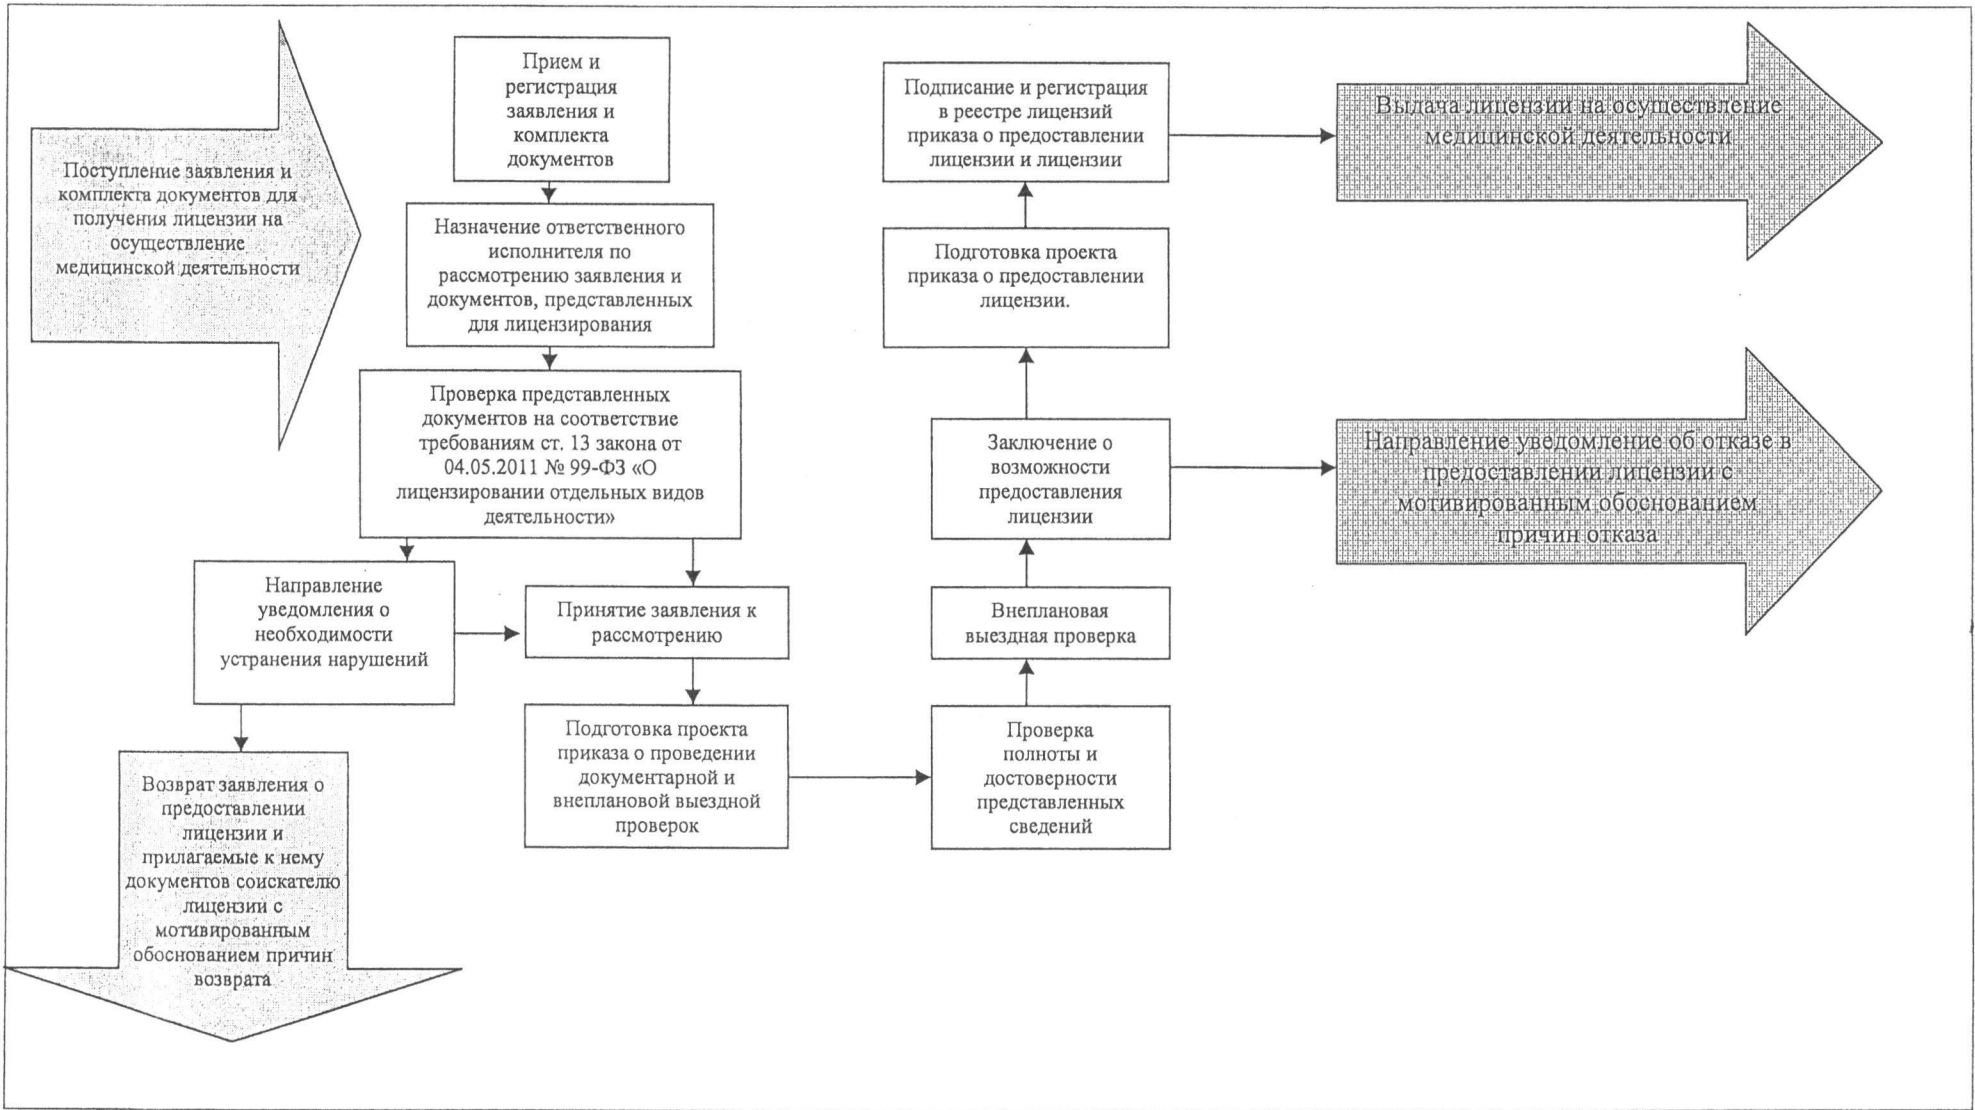 Поступление заявления и
комплекта документов для
получения лицензии на
осуществление
медицинской деятельности
Прием и
регистрация
заявления и
комплекта
документов
Назначение ответственного
исполнителя по
рассмотрению заявления и
документов, представленных
для лицензирования
Проверка представленных
документов на соответствие
требованиям ст. 13 закона от
04.05.2011 № 99-ФЗ «О
лицензировании отдельных видов
деятельности»
Направление
уведомления о
необходимости
устранения нарушений
Принятие заявления к
рассмотрению
Возврат заявления о
предоставлении
лицензии и
прилагаемые к нему
документов соискателю
лицензии с
мотивированным
обоснованием причин
возврата
Подготовка проекта
приказа о проведении
документарной и
внеплановой выездной
проверок
Проверка
полноты и
достоверности
представленных
сведений
Внеплановая
выездная проверка
Заключение о
возможности
предоставления
лицензии
Подготовка проекта
приказа о предоставлении
лицензии.
Подписание и регистрация
в реестре лицензий
приказа о предоставлении
лицензии и лицензии
Выдача лицензии на осуществление
медицинской деятельности
Направление уведомление об отказе в
предоставлении лицензии с
мотивированным обоснованием
причин отказа